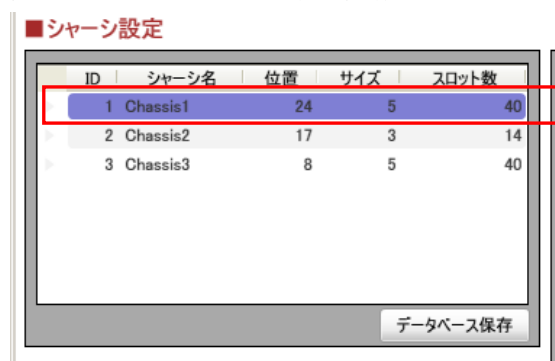 ■シャーシ設定
ID シャーシ名 位置 サイズ スロット数
1 Chassis1 24 5 40
2 Chassis2 17 3 14
3 Chassis3 8 5 40
データベース保存